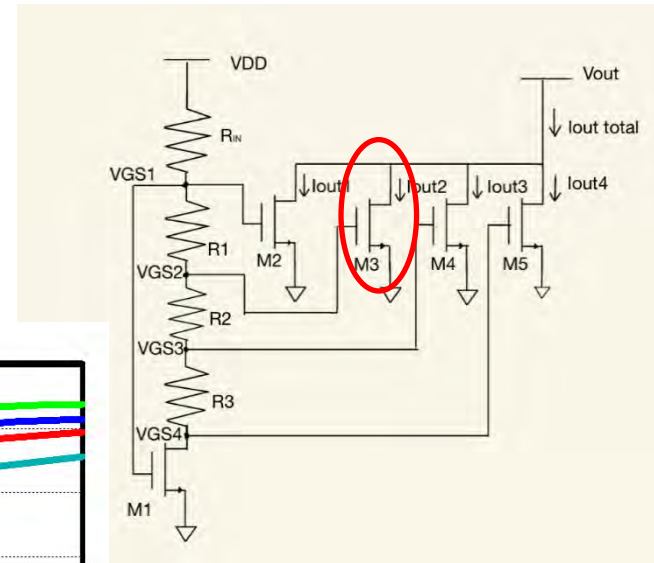 VDD
Vout
R_IN
Iout total
VGS1
Iout1
Iout2
Iout3
Iout4
R1
M2
M3
M4
M5
VGS2
R2
VGS3
R3
VGS4
M1